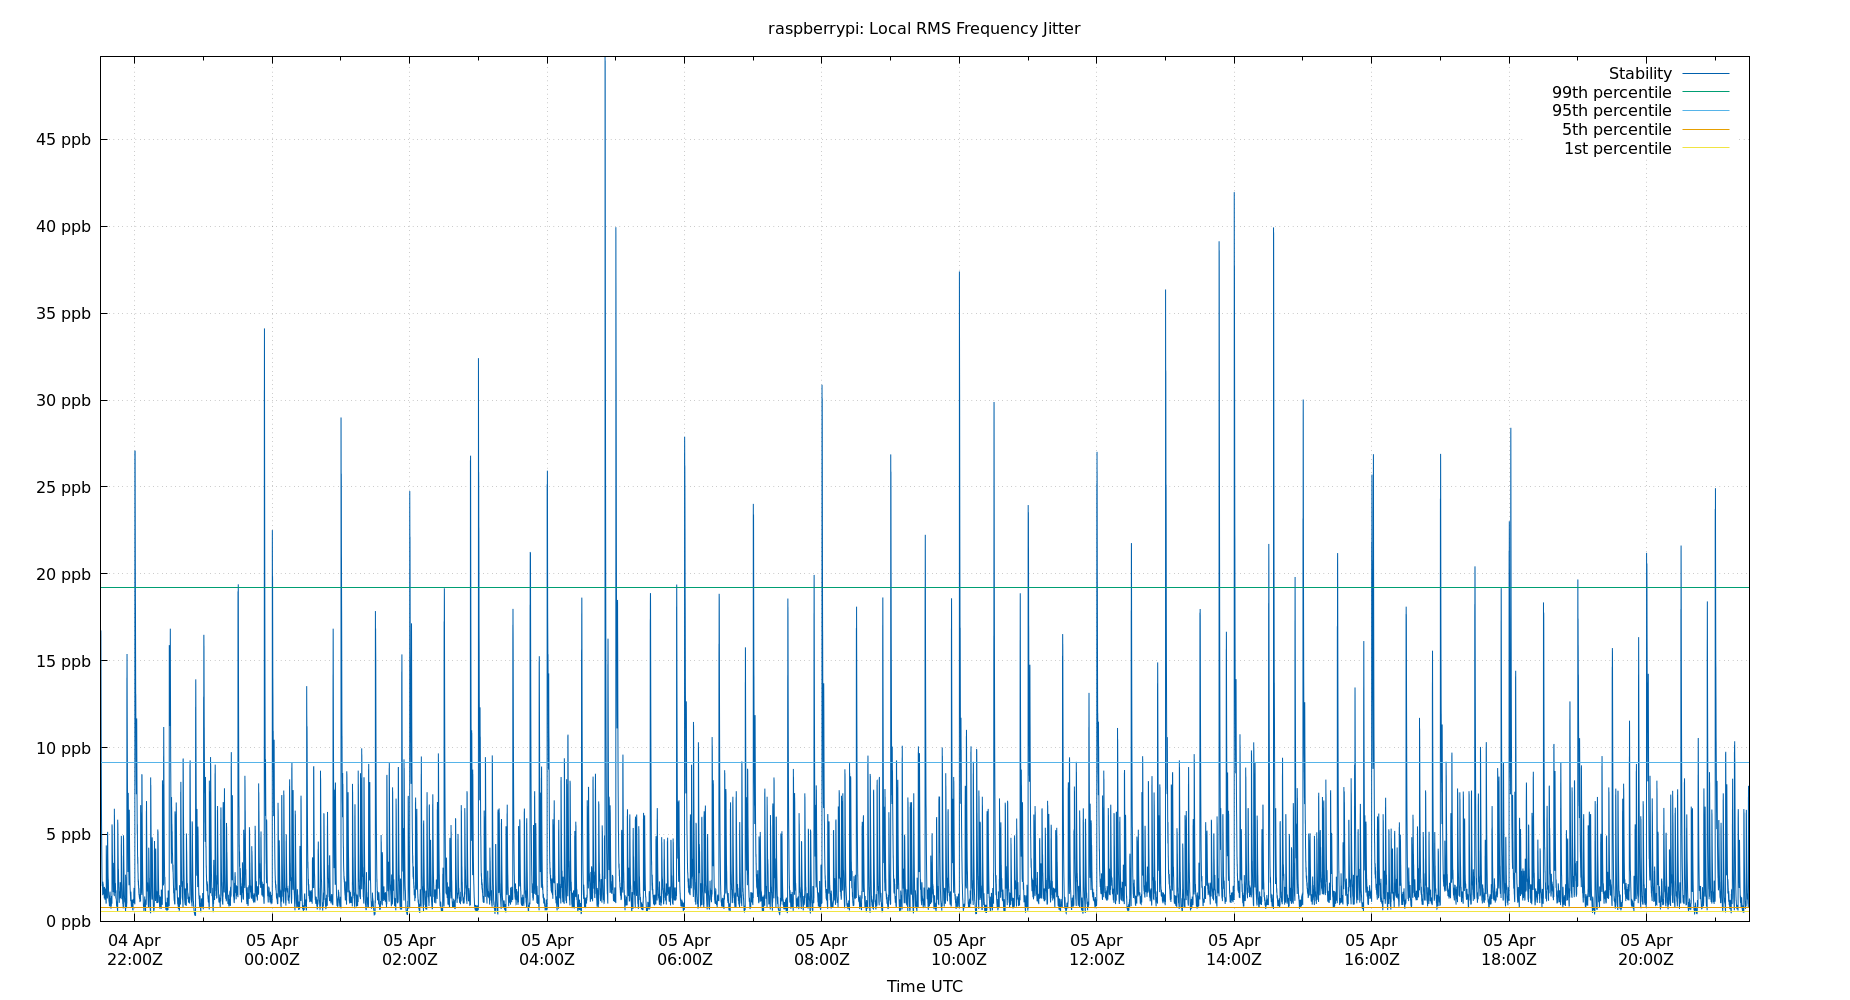 raspberrypi: Local RMS Frequency Jitter
Stability
99th percentile
95th percentile
5th percentile
1st percentile
45 ppb
40 ppb
35 ppb
30 ppb
25 ppb
20 ppb
15 ppb
10 ppb
5 ppb
0 ppb
04 Apr 05 Apr 05 Apr 05 Apr 05 Apr 05 Apr 05 Apr 05 Apr 05 Apr 05 Apr 05 Apr 05 Apr
22:00Z 00:00Z 02:00Z 04:00Z 06:00Z 08:00Z 10:00Z 12:00Z 14:00Z 16:00Z 18:00Z 20:00Z
Time UTC